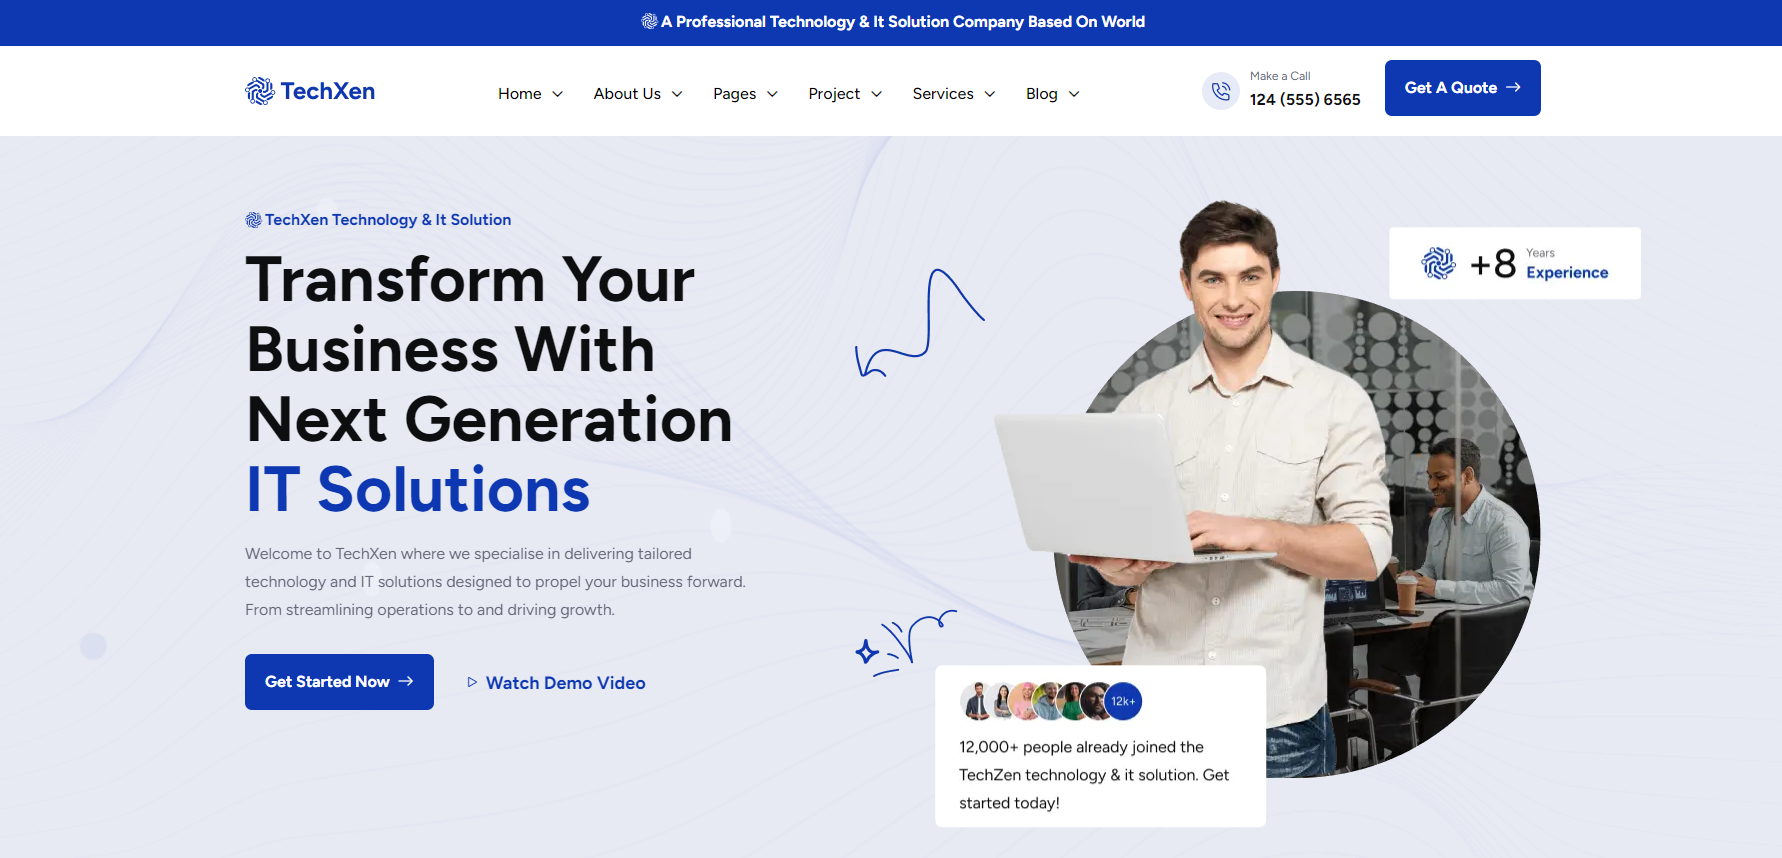 A Professional Technology & It Solution Company Based On World
TechXen
Home
About Us
Pages
Project
Services
Blog
Make a Call
124 (555) 6565
Get A Quote
TechXen Technology & It Solution
Transform Your
Business With
Next Generation
IT Solutions
Welcome to TechXen where we specialise in delivering tailored
technology and IT solutions designed to propel your business forward.
From streamlining operations to and driving growth.
Get Started Now
Watch Demo Video
+8
Years
Experience
12k+
12,000+ people already joined the
TechZen technology & it solution. Get
started today!